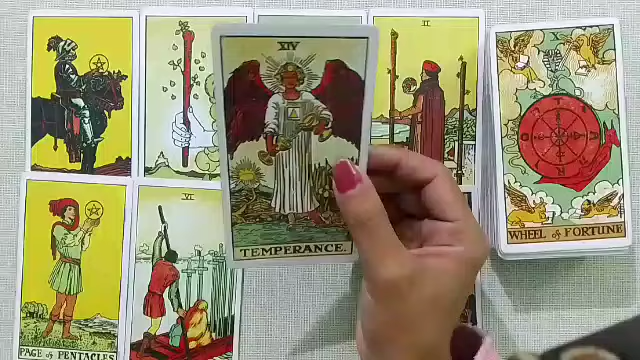 II
X
XIV
TEMPERANCE.
WHEEL of FORTUNE
VI
PAGE of PENTACLES